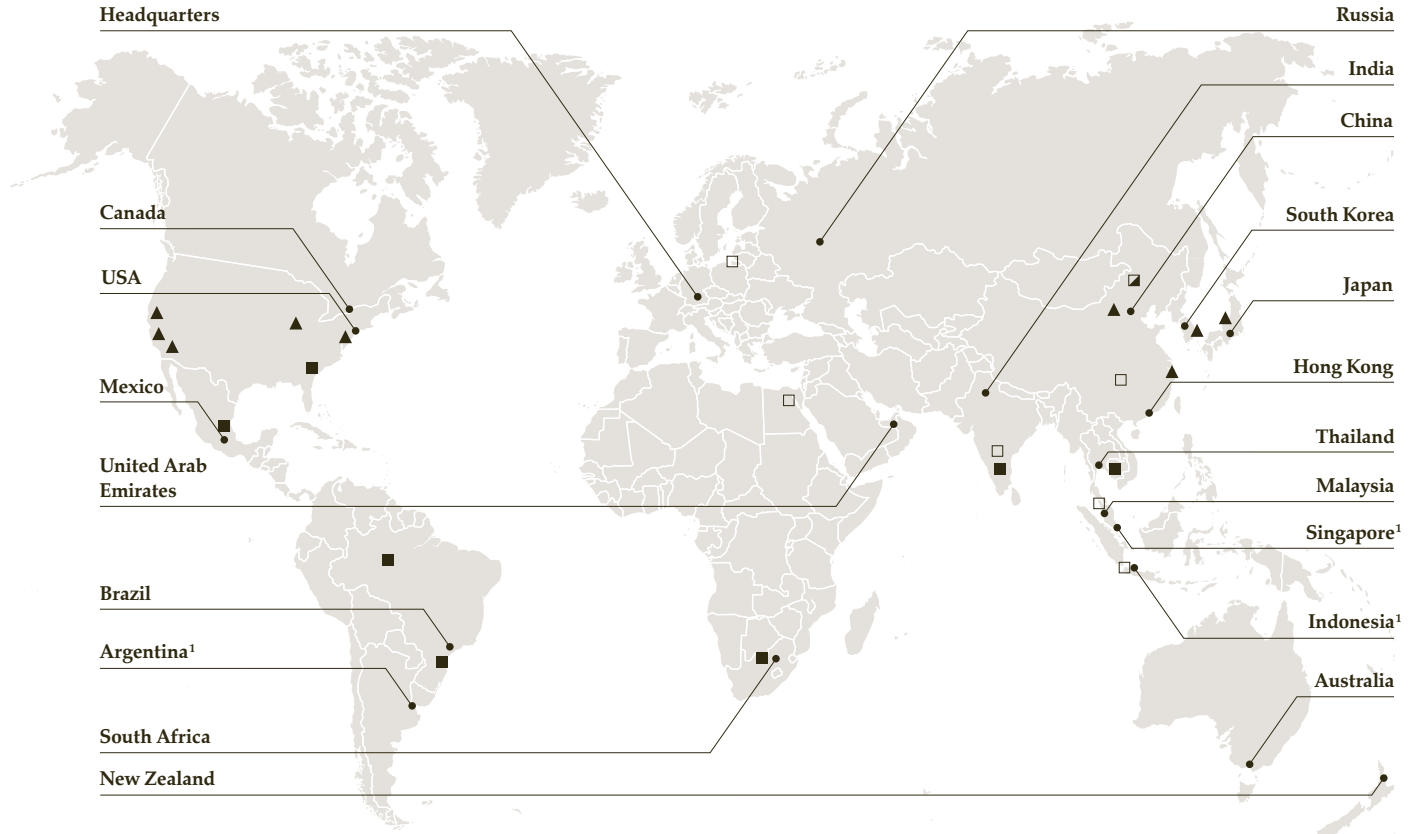 Headquarters
Canada
USA
Mexico
United Arab
Emirates
Brazil
Argentina¹
South Africa
New Zealand
Russia
India
China
South Korea
Japan
Hong Kong
Thailand
Malaysia
Singapore¹
Indonesia¹
Australia